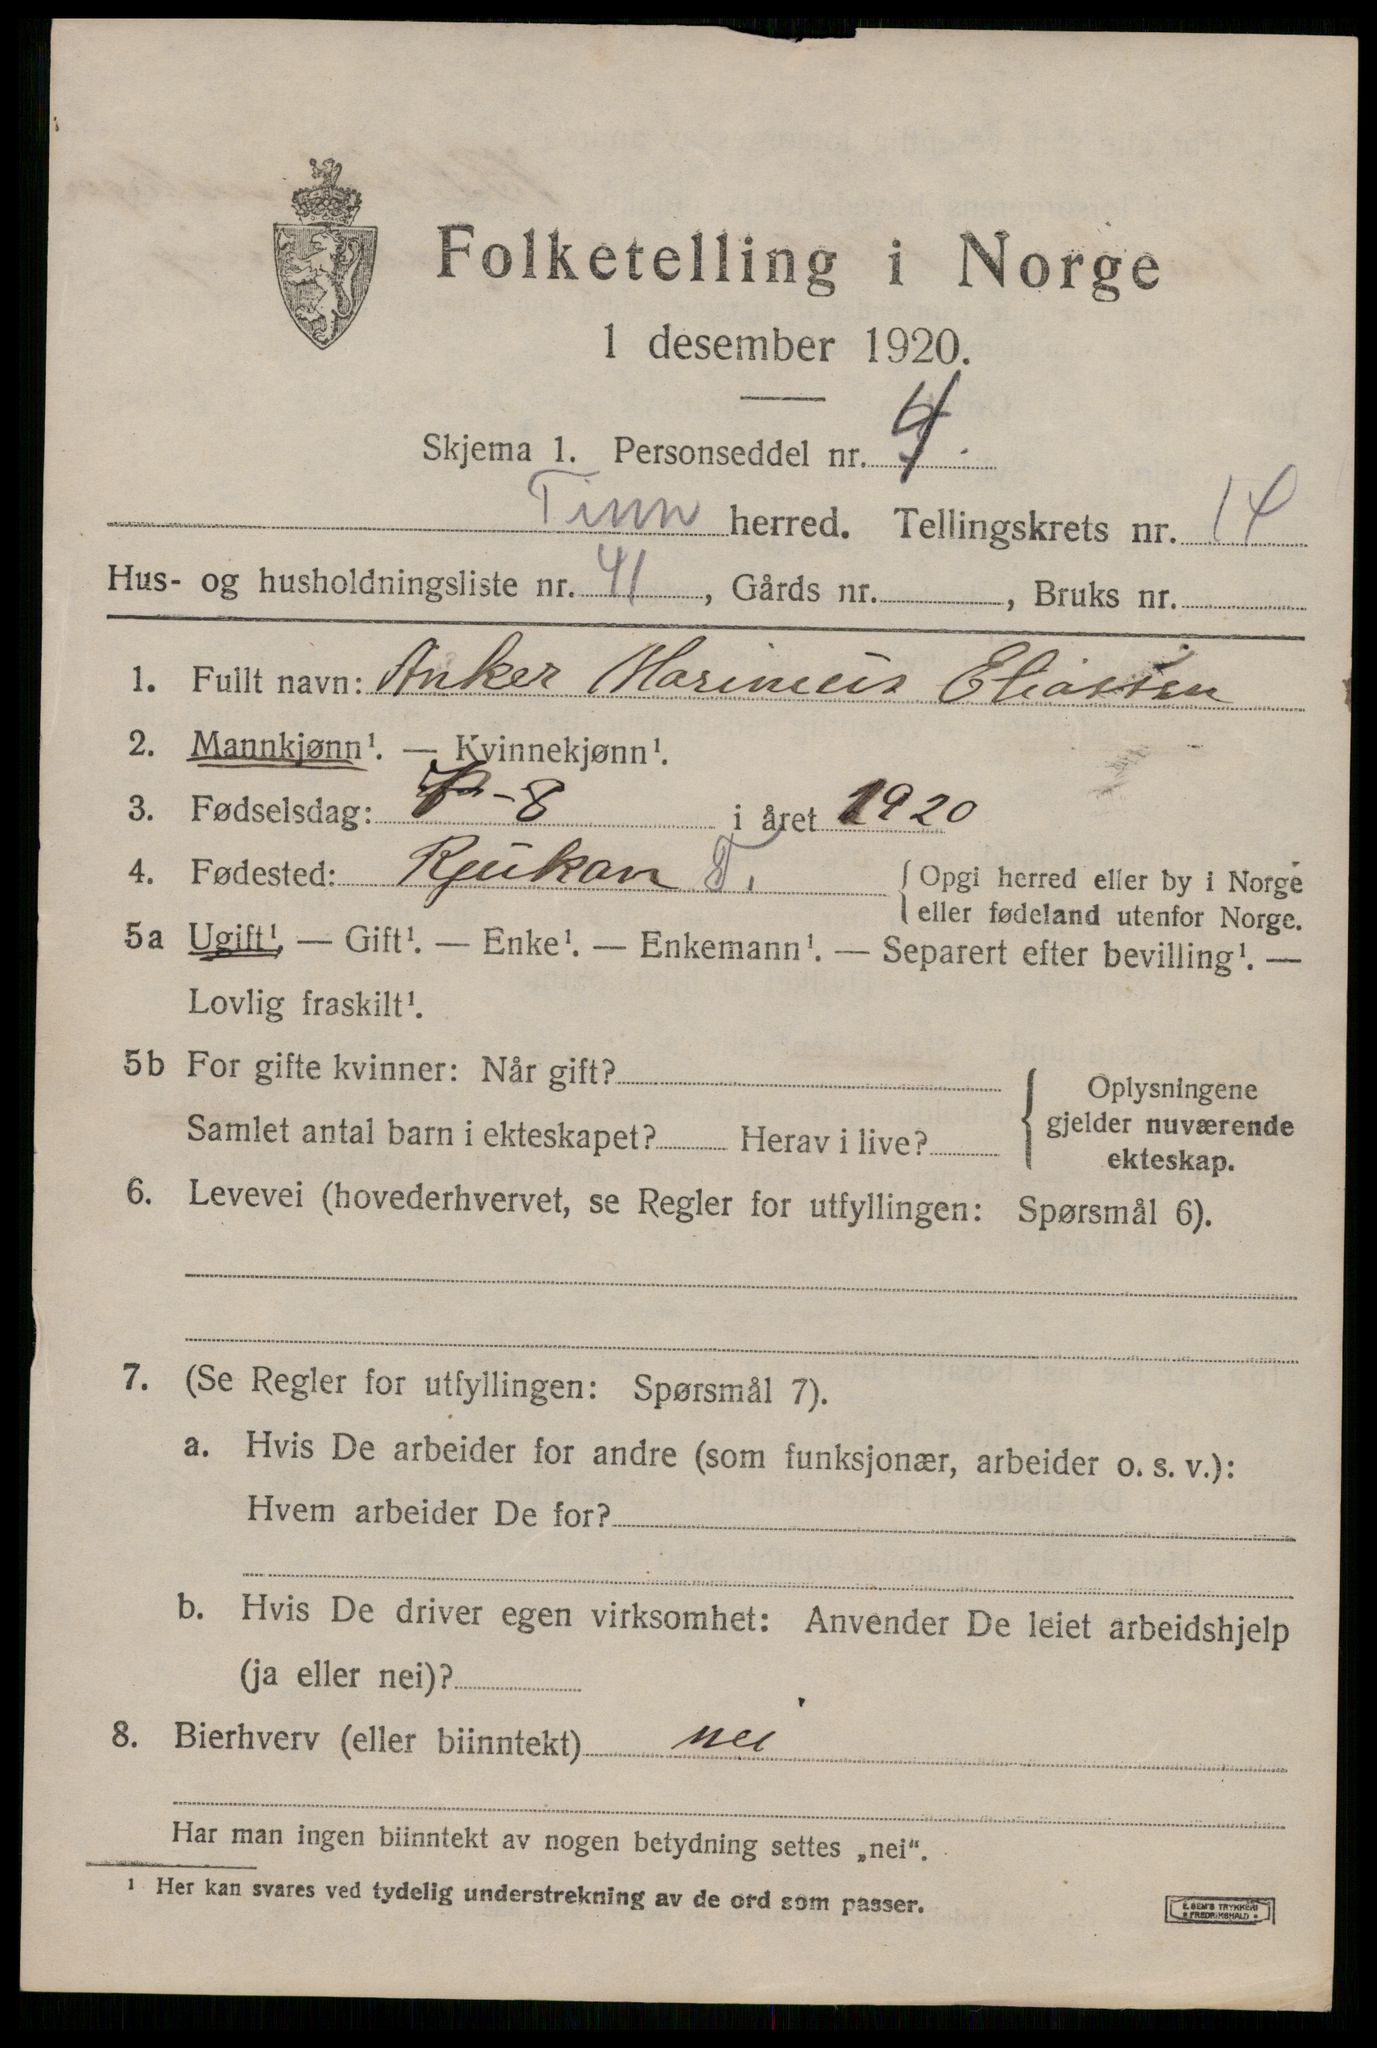 Folketelling i Norge
1 desember 1920.
Skjema 1. Personseddel nr. 4.
Tinn herred. Tellingskrets nr. 14
Hus- og husholdningsliste nr. 41, Gårds nr. , Bruks nr.
1. Fullt navn: Anker Marinius Eliassen
2. Mannkjønn¹. — Kvinnekjønn¹.
3. Fødselsdag: -8 i året 1920
4. Fødested: Rjukan T. { Opgi herred eller by i Norge
eller fødeland utenfor Norge.
5a Ugift¹, — Gift¹. — Enke¹. — Enkemann¹. — Separert efter bevilling¹. —
Lovlig fraskilt¹.
5b For gifte kvinner: Når gift?
Samlet antal barn i ekteskapet? Herav i live?
{ Oplysningene
gjelder nuværende
ekteskap.
6. Levevei (hovederhvervet, se Regler for utfyllingen: Spørsmål 6).
7. (Se Regler for utfyllingen: Spørsmål 7).
a. Hvis De arbeider for andre (som funksjonær, arbeider o. s. v.):
Hvem arbeider De for?
b. Hvis De driver egen virksomhet: Anvender De leiet arbeidshjelp
(ja eller nei)?
8. Bierhverv (eller biinntekt) nei
Har man ingen biinntekt av nogen betydning settes „nei“.
¹ Her kan svares ved tydelig understrekning av de ord som passer.
E. SEM'S TRYKKERI
FREDRIKSHALD